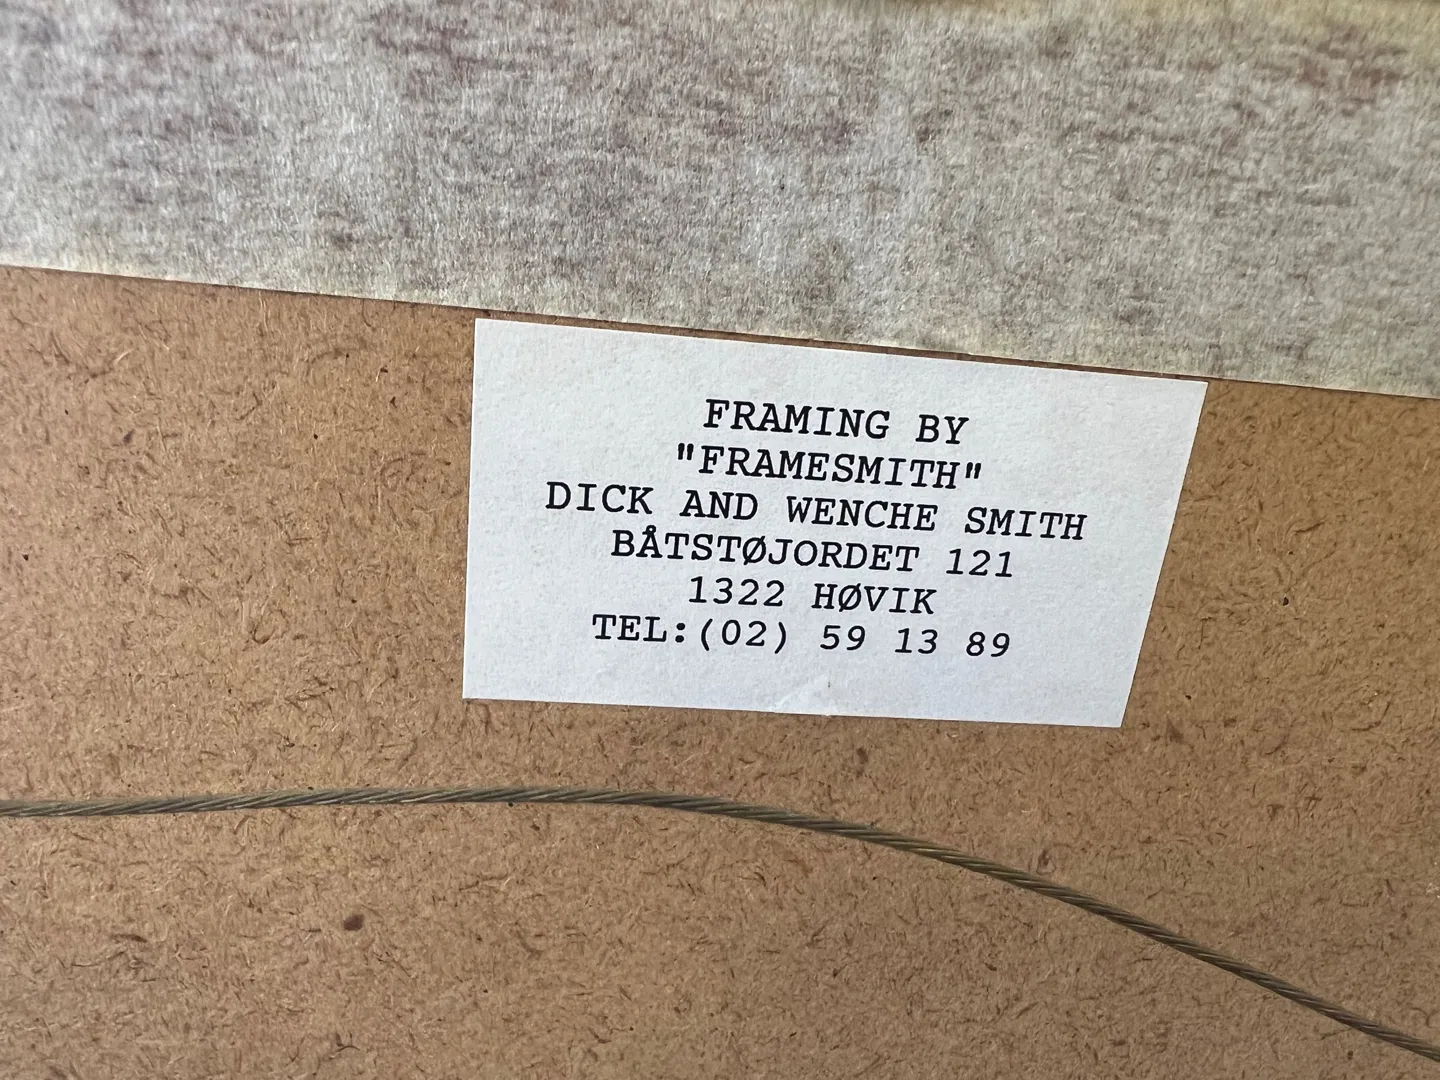 FRAMING BY
"FRAMESMITH"
DICK AND WENCHE SMITH
BÅTSTØJORDET 121
1322 HØVIK
TEL:(02) 59 13 89